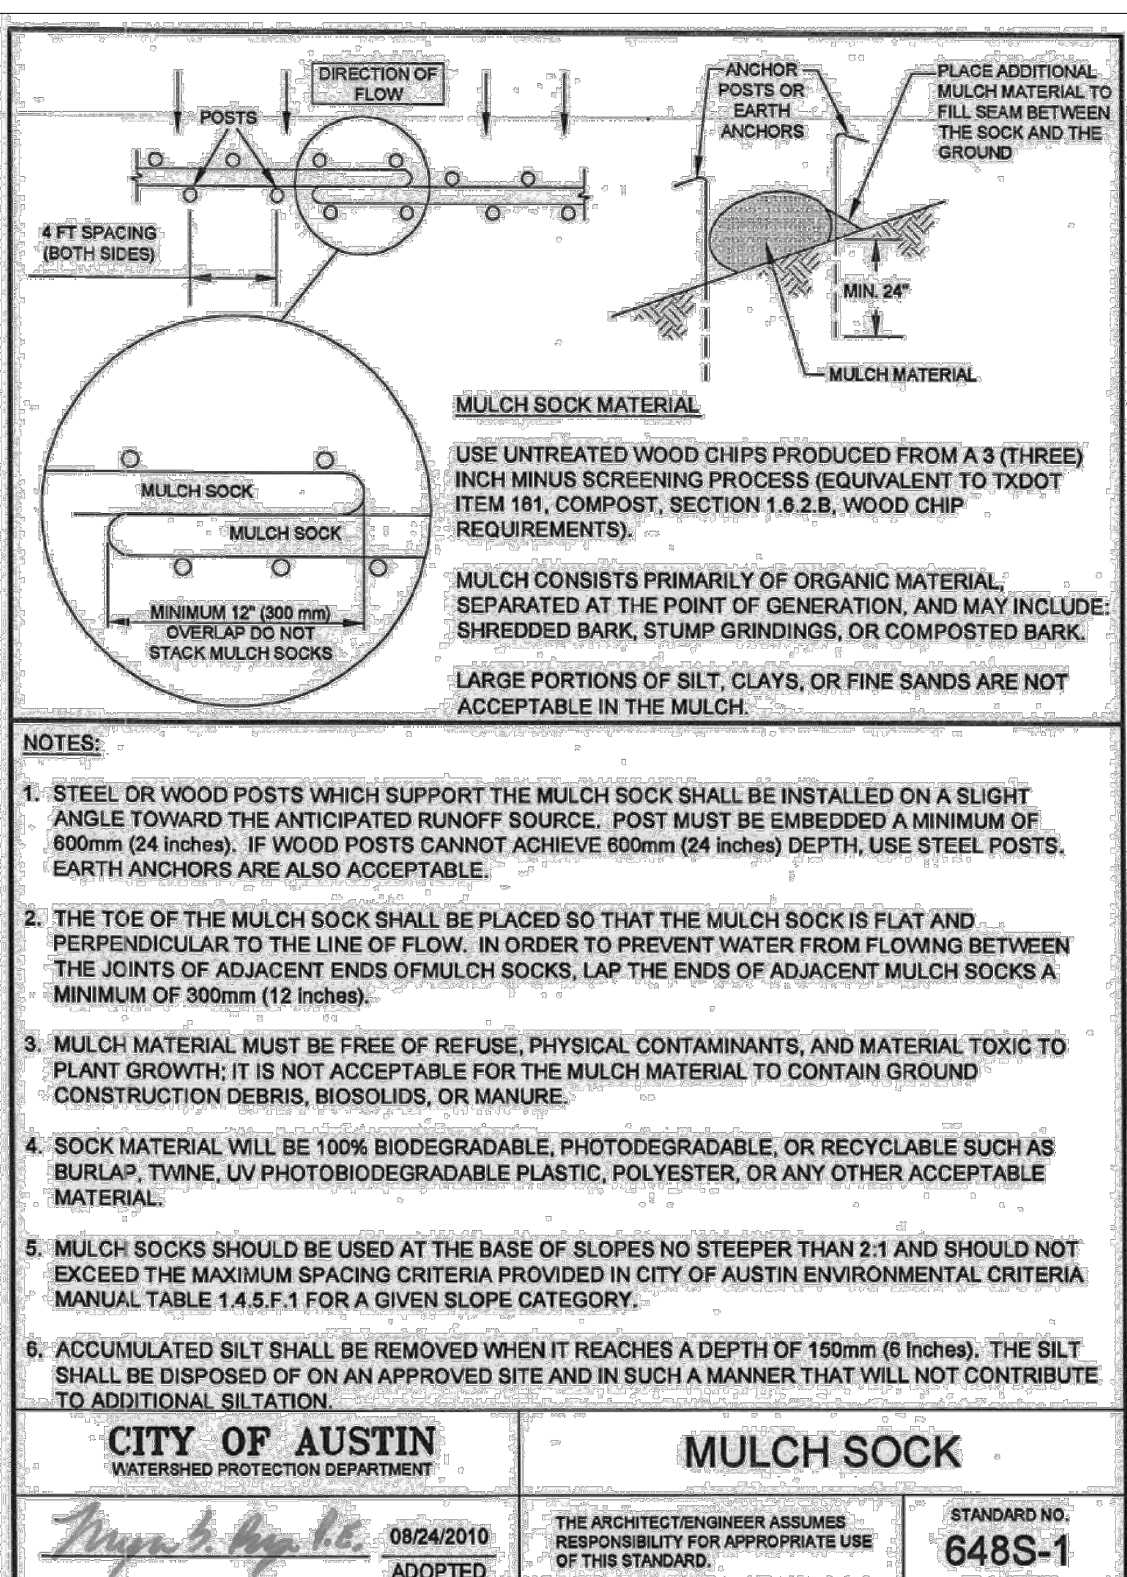 DIRECTION OF
FLOW
POSTS
4 FT SPACING
(BOTH SIDES)
ANCHOR
POSTS OR
EARTH
ANCHORS
PLACE ADDITIONAL
MULCH MATERIAL TO
FILL SEAM BETWEEN
THE SOCK AND THE
GROUND
MIN. 24"
MULCH MATERIAL
MULCH SOCK
MULCH SOCK
MINIMUM 12" (300 mm)
OVERLAP DO NOT
STACK MULCH SOCKS
MULCH SOCK MATERIAL
USE UNTREATED WOOD CHIPS PRODUCED FROM A 3 (THREE)
INCH MINUS SCREENING PROCESS (EQUIVALENT TO TXDOT
ITEM 161, COMPOST, SECTION 1.6.2.B, WOOD CHIP
REQUIREMENTS).
MULCH CONSISTS PRIMARILY OF ORGANIC MATERIAL,
SEPARATED AT THE POINT OF GENERATION, AND MAY INCLUDE:
SHREDDED BARK, STUMP GRINDINGS, OR COMPOSTED BARK.
LARGE PORTIONS OF SILT, CLAYS, OR FINE SANDS ARE NOT
ACCEPTABLE IN THE MULCH.
NOTES:
1. STEEL OR WOOD POSTS WHICH SUPPORT THE MULCH SOCK SHALL BE INSTALLED ON A SLIGHT
ANGLE TOWARD THE ANTICIPATED RUNOFF SOURCE. POST MUST BE EMBEDDED A MINIMUM OF
600mm (24 inches). IF WOOD POSTS CANNOT ACHIEVE 600mm (24 inches) DEPTH, USE STEEL POSTS.
EARTH ANCHORS ARE ALSO ACCEPTABLE.
2. THE TOE OF THE MULCH SOCK SHALL BE PLACED SO THAT THE MULCH SOCK IS FLAT AND
PERPENDICULAR TO THE LINE OF FLOW. IN ORDER TO PREVENT WATER FROM FLOWING BETWEEN
THE JOINTS OF ADJACENT ENDS OFMULCH SOCKS, LAP THE ENDS OF ADJACENT MULCH SOCKS A
MINIMUM OF 300mm (12 inches).
3. MULCH MATERIAL MUST BE FREE OF REFUSE, PHYSICAL CONTAMINANTS, AND MATERIAL TOXIC TO
PLANT GROWTH; IT IS NOT ACCEPTABLE FOR THE MULCH MATERIAL TO CONTAIN GROUND
CONSTRUCTION DEBRIS, BIOSOLIDS, OR MANURE.
4. SOCK MATERIAL WILL BE 100% BIODEGRADABLE, PHOTODEGRADABLE, OR RECYCLABLE SUCH AS
BURLAP, TWINE, UV PHOTOBIODEGRADABLE PLASTIC, POLYESTER, OR ANY OTHER ACCEPTABLE
MATERIAL.
5. MULCH SOCKS SHOULD BE USED AT THE BASE OF SLOPES NO STEEPER THAN 2:1 AND SHOULD NOT
EXCEED THE MAXIMUM SPACING CRITERIA PROVIDED IN CITY OF AUSTIN ENVIRONMENTAL CRITERIA
MANUAL TABLE 1.4.5.F.1 FOR A GIVEN SLOPE CATEGORY.
6. ACCUMULATED SILT SHALL BE REMOVED WHEN IT REACHES A DEPTH OF 150mm (6 inches). THE SILT
SHALL BE DISPOSED OF ON AN APPROVED SITE AND IN SUCH A MANNER THAT WILL NOT CONTRIBUTE
TO ADDITIONAL SILTATION.
CITY OF AUSTIN
WATERSHED PROTECTION DEPARTMENT
MULCH SOCK
P.E.
08/24/2010
ADOPTED
THE ARCHITECT/ENGINEER ASSUMES
RESPONSIBILITY FOR APPROPRIATE USE
OF THIS STANDARD.
STANDARD NO.
648S-1